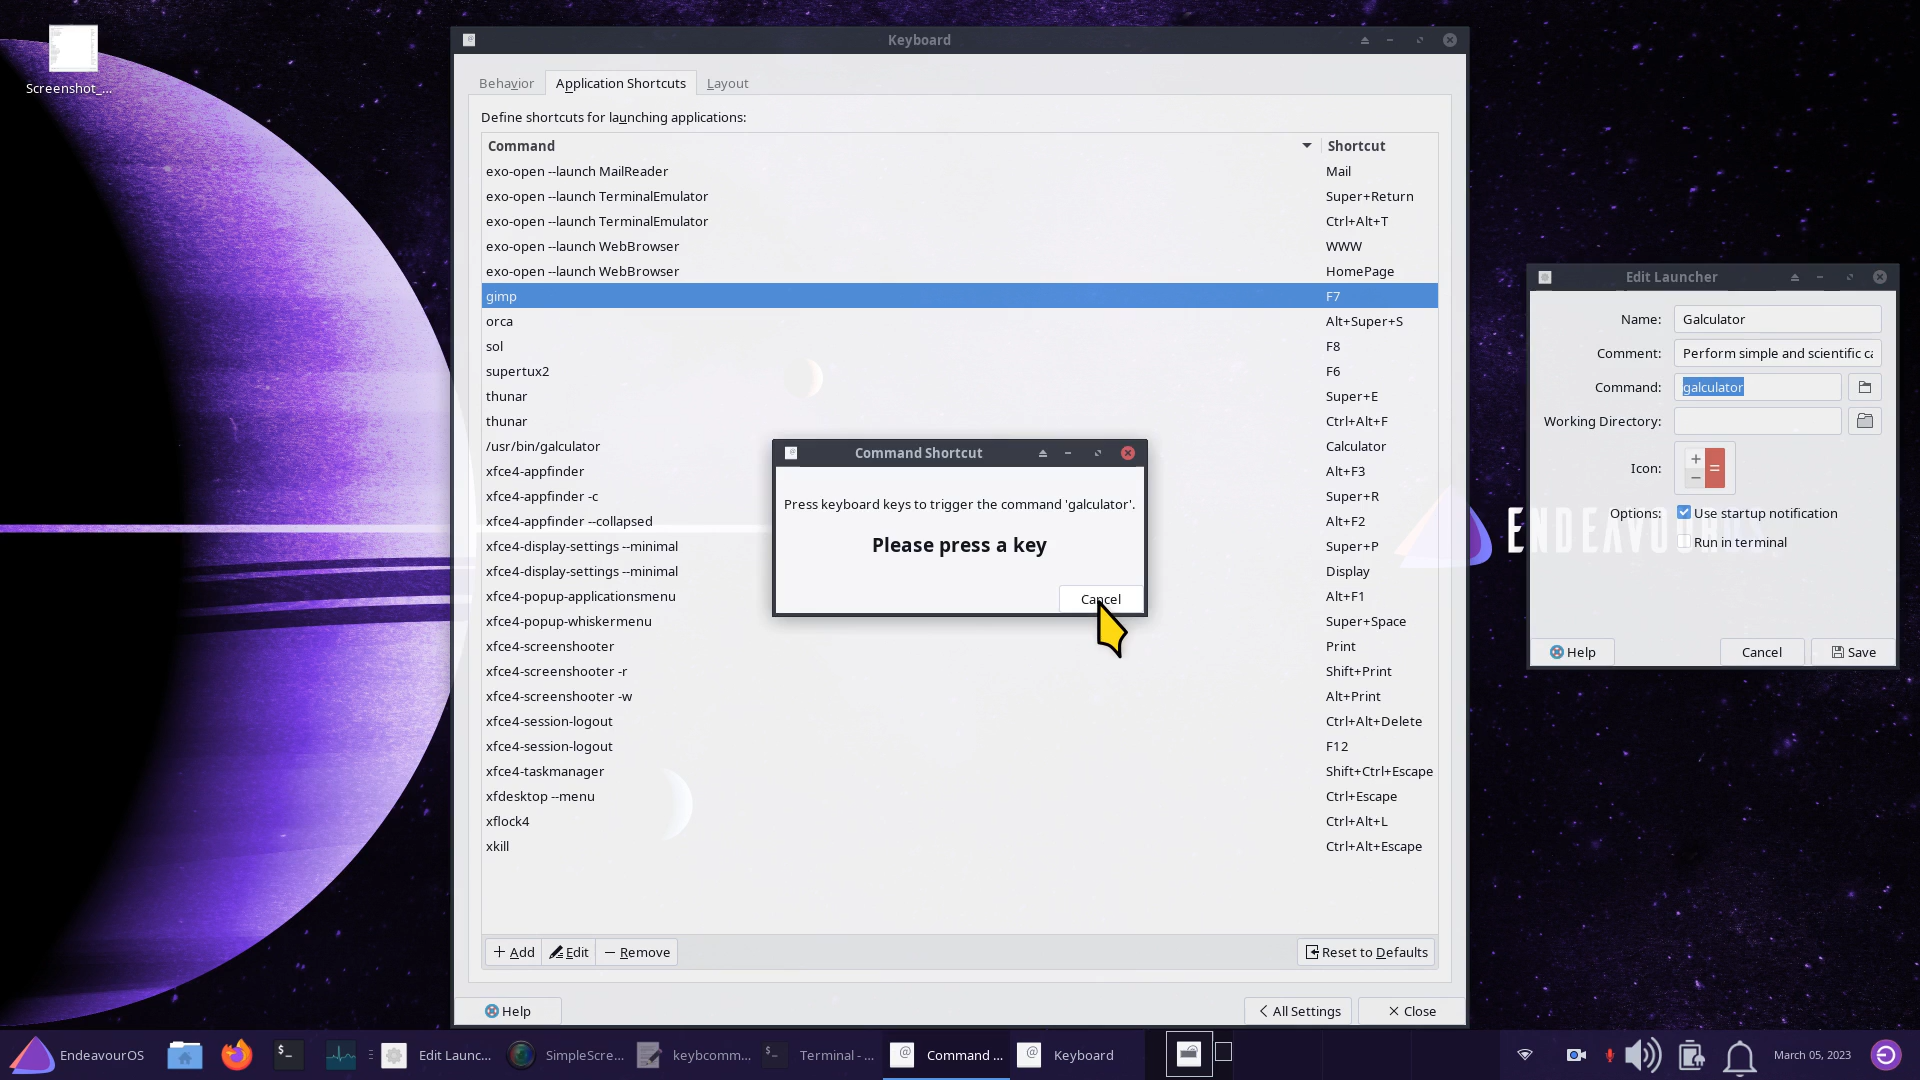 Screenshot_...
Keyboard
Behavior
Application Shortcuts
Layout
Define shortcuts for launching applications:
Command Shortcut
exo-open --launch MailReader Mail
exo-open --launch TerminalEmulator Super+Return
exo-open --launch TerminalEmulator Ctrl+Alt+T
exo-open --launch WebBrowser WWW
exo-open --launch WebBrowser HomePage
gimp F7
orca Alt+Super+S
sol F8
supertux2 F6
thunar Super+E
thunar Ctrl+Alt+F
/usr/bin/galculator Calculator
xfce4-appfinder Alt+F3
xfce4-appfinder -c Super+R
xfce4-appfinder --collapsed Alt+F2
xfce4-display-settings --minimal Super+P
xfce4-display-settings --minimal Display
xfce4-popup-applicationsmenu Alt+F1
xfce4-popup-whiskermenu Super+Space
xfce4-screenshooter Print
xfce4-screenshooter -r Shift+Print
xfce4-screenshooter -w Alt+Print
xfce4-session-logout Ctrl+Alt+Delete
xfce4-session-logout F12
xfce4-taskmanager Shift+Ctrl+Escape
xfdesktop --menu Ctrl+Escape
xflock4 Ctrl+Alt+L
xkill Ctrl+Alt+Escape
Add
Edit
Remove
Reset to Defaults
Help
All Settings
Close
Command Shortcut
Press keyboard keys to trigger the command 'galculator'.
Please press a key
Cancel
Edit Launcher
Name: Galculator
Comment: Perform simple and scientific ca
Command: galculator
Working Directory:
Icon:
Options: Use startup notification
Run in terminal
Help
Cancel
Save
EndeavourOS
Edit Launc...
SimpleScre...
keybcomm...
Terminal - ...
Command ...
Keyboard
March 05, 2023